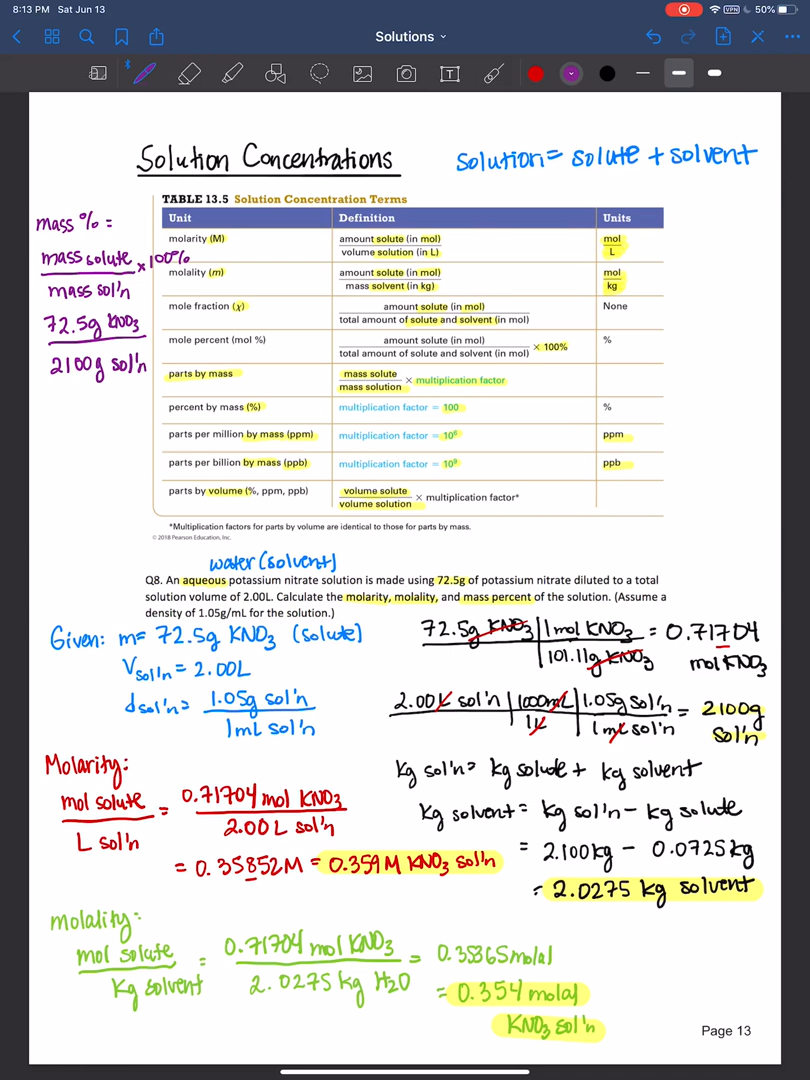 8:13 PM Sat Jun 13
VPN 50%
Solutions
Solution Concentrations
Solution = solute + solvent
TABLE 13.5 Solution Concentration Terms
Unit Definition Units
molarity (M) amount solute (in mol) mol
volume solution (in L) L
molality (m) amount solute (in mol) mol
mass solvent (in kg) kg
mole fraction (χ) amount solute (in mol) None
total amount of solute and solvent (in mol)
mole percent (mol %) amount solute (in mol) × 100% %
total amount of solute and solvent (in mol)
parts by mass mass solute × multiplication factor
mass solution
percent by mass (%) multiplication factor = 100 %
parts per million by mass (ppm) multiplication factor = 10⁶ ppm
parts per billion by mass (ppb) multiplication factor = 10⁹ ppb
parts by volume (%, ppm, ppb) volume solute × multiplication factor*
volume solution
*Multiplication factors for parts by volume are identical to those for parts by mass.
© 2018 Pearson Education, Inc.
mass % =
mass solute × 100%
mass sol'n
72.5g KNO₃
2100g sol'n
water (solvent)
Q8. An aqueous potassium nitrate solution is made using 72.5g of potassium nitrate diluted to a total
solution volume of 2.00L. Calculate the molarity, molality, and mass percent of the solution. (Assume a
density of 1.05g/mL for the solution.)
Given: m= 72.5g KNO₃ (solute)
Vsol'n = 2.00L
dsol'n = 1.05g sol'n
1mL sol'n
72.5g KNO₃ | 1mol KNO₃ = 0.71704
101.11g KNO₃ mol KNO₃
2.00L sol'n | 1000mL | 1.05g sol'n = 2100g
1L | 1mL sol'n sol'n
Kg sol'n = kg solute + kg solvent
Kg solvent = kg sol'n - kg solute
= 2.100kg - 0.0725kg
= 2.0275 kg solvent
Molarity:
mol solute = 0.71704 mol KNO₃
L sol'n 2.00L sol'n
= 0.35852M = 0.359M KNO₃ sol'n
Molality:
mol solute = 0.71704 mol KNO₃ = 0.35365molal
Kg solvent 2.0275 kg H₂O
= 0.354 molal
KNO₃ sol'n
Page 13